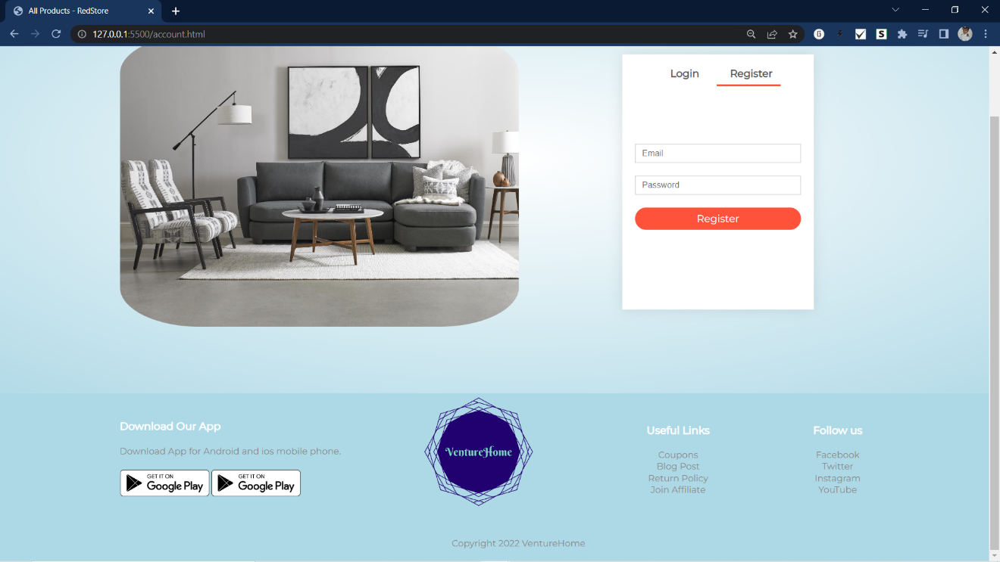 All Products - RedStore
127.0.0.1:5500/account.html
Login
Register
Email
Password
Register
Download Our App
Download App for Android and ios mobile phone.
GET IT ON
Google Play
GET IT ON
Google Play
VentureHome
Useful Links
Coupons
Blog Post
Return Policy
Join Affiliate
Follow us
Facebook
Twitter
Instagram
YouTube
Copyright 2022 VentureHome